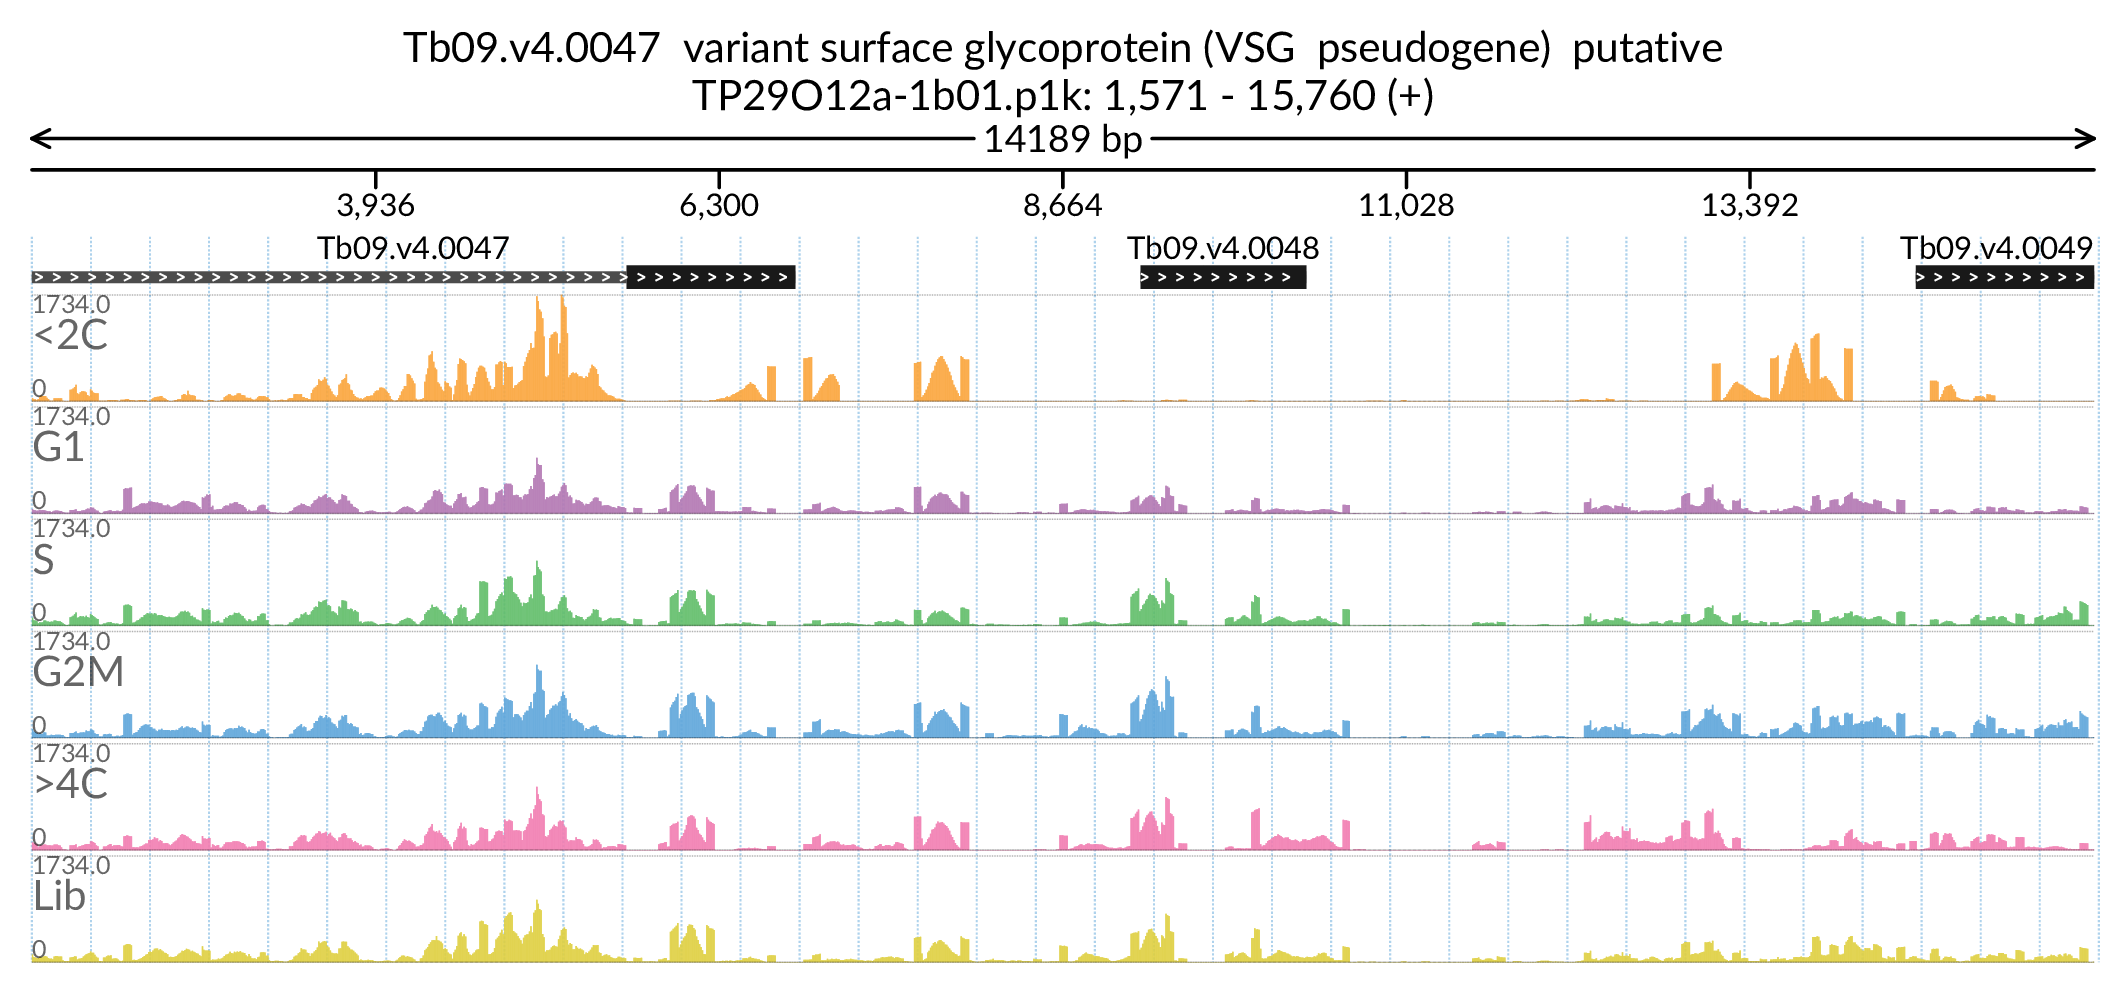 Tb09.v4.0047  variant surface glycoprotein (VSG  pseudogene)  putative
TP29O12a-1b01.p1k: 1,571 - 15,760 (+)
14189 bp
3,936 6,300 8,664 11,028 13,392
Tb09.v4.0047 Tb09.v4.0048 Tb09.v4.0049
1734.0
<2C
0
1734.0
G1
0
1734.0
S
0
1734.0
G2M
0
1734.0
>4C
0
1734.0
Lib
0